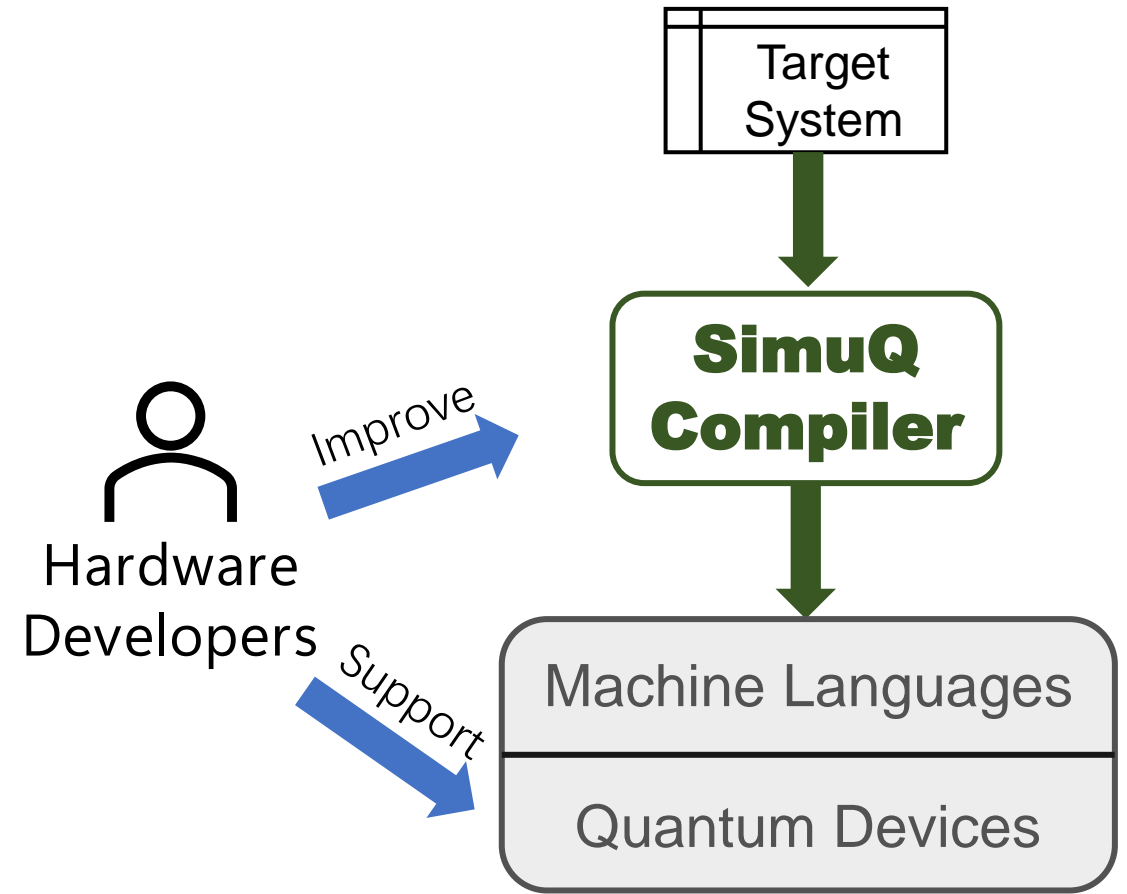 Target
System
SimuQ
Compiler
Improve
Hardware
Developers
Support
Machine Languages
Quantum Devices